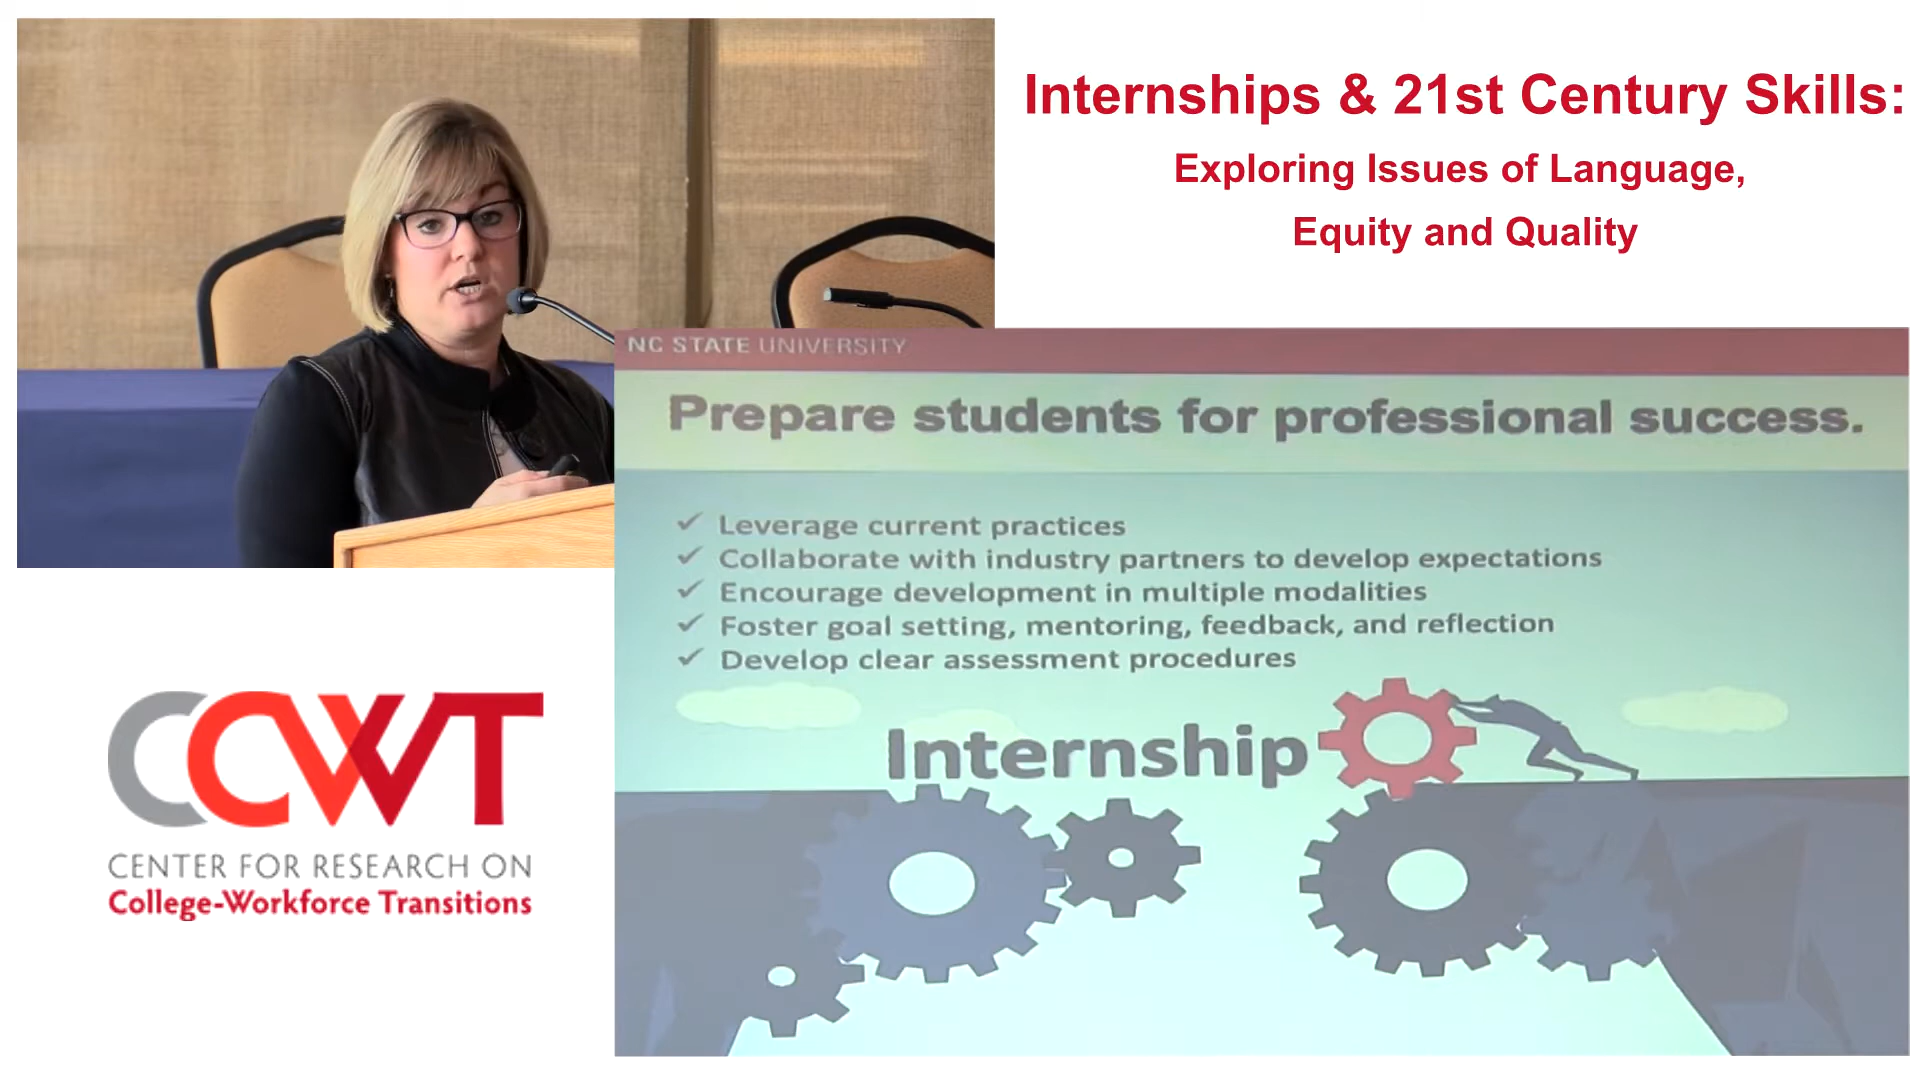 Internships & 21st Century Skills:
Exploring Issues of Language,
Equity and Quality
NC STATE UNIVERSITY
Prepare students for professional success.
✓ Leverage current practices
✓ Collaborate with industry partners to develop expectations
✓ Encourage development in multiple modalities
✓ Foster goal setting, mentoring, feedback, and reflection
✓ Develop clear assessment procedures
Internship
CCWT
CENTER FOR RESEARCH ON
College-Workforce Transitions